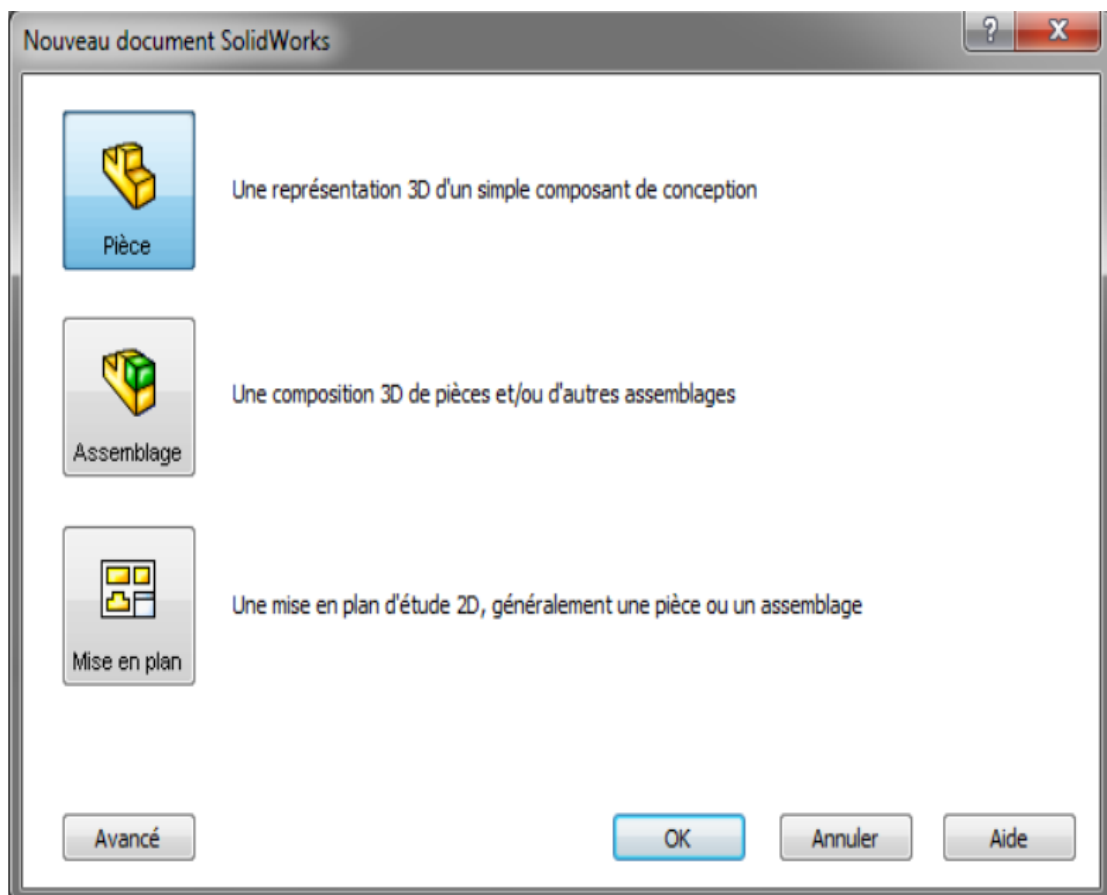 Nouveau document SolidWorks
? X
Pièce
Une représentation 3D d'un simple composant de conception
Assemblage
Une composition 3D de pièces et/ou d'autres assemblages
Mise en plan
Une mise en plan d'étude 2D, généralement une pièce ou un assemblage
Avancé OK Annuler Aide